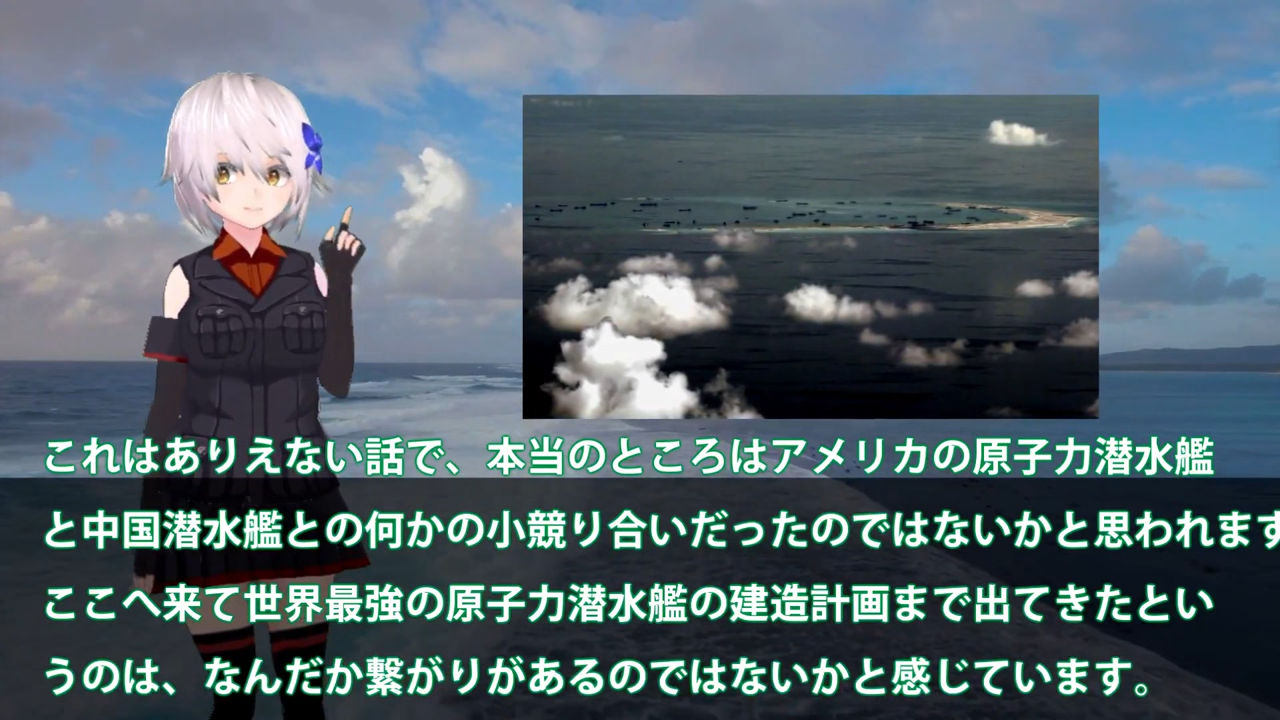 これはありえない話で、本当のところはアメリカの原子力潜水艦
と中国潜水艦との何かの小競り合いだったのではないかと思われます
ここへ来て世界最強の原子力潜水艦の建造計画まで出てきたとい
うのは、なんだか繋がりがあるのではないかと感じています。